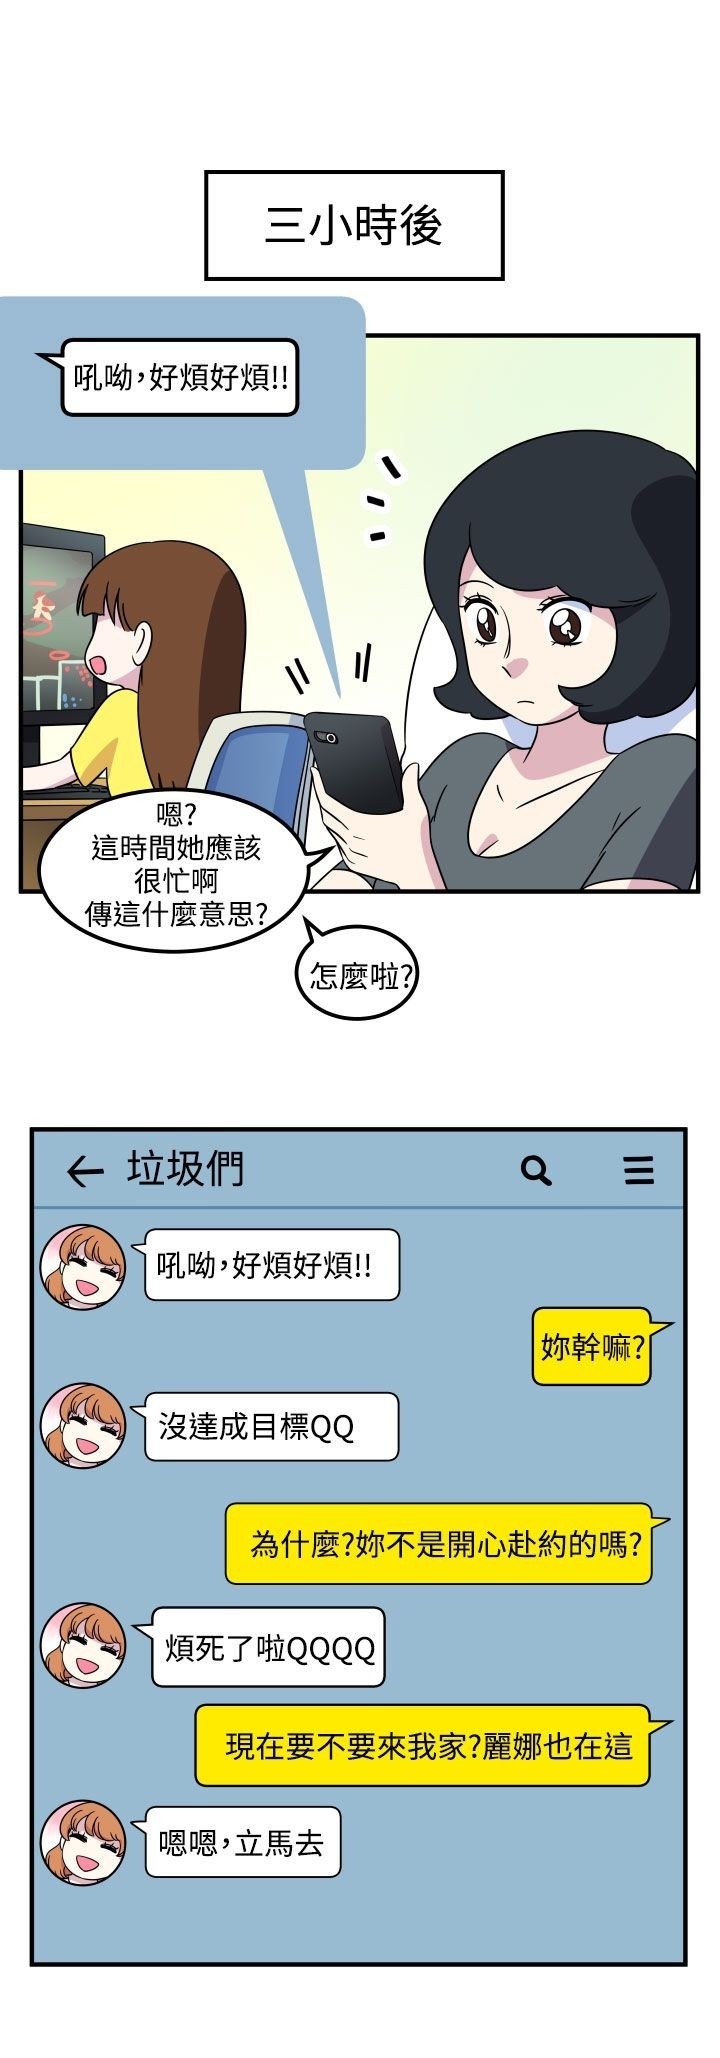 三小時後
吼呦,好煩好煩!!
嗯?
這時間她應該
很忙啊
傳這什麼意思?
怎麼啦?
垃圾們
吼呦,好煩好煩!!
妳幹嘛?
沒達成目標QQ
為什麼?妳不是開心赴約的嗎?
煩死了啦QQQQ
現在要不要來我家?麗娜也在這
嗯嗯,立馬去